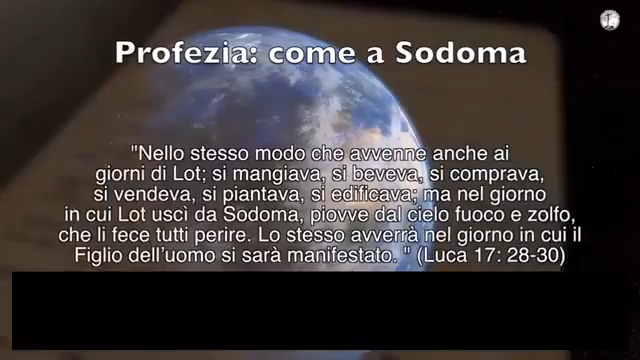 Profezia: come a Sodoma
"Nello stesso modo che avvenne anche ai
giorni di Lot; si mangiava, si beveva, si comprava,
si vendeva, si piantava, si edificava; ma nel giorno
in cui Lot uscì da Sodoma, piovve dal cielo fuoco e zolfo,
che li fece tutti perire. Lo stesso avverrà nel giorno in cui il
Figlio dell'uomo si sarà manifestato. " (Luca 17: 28-30)